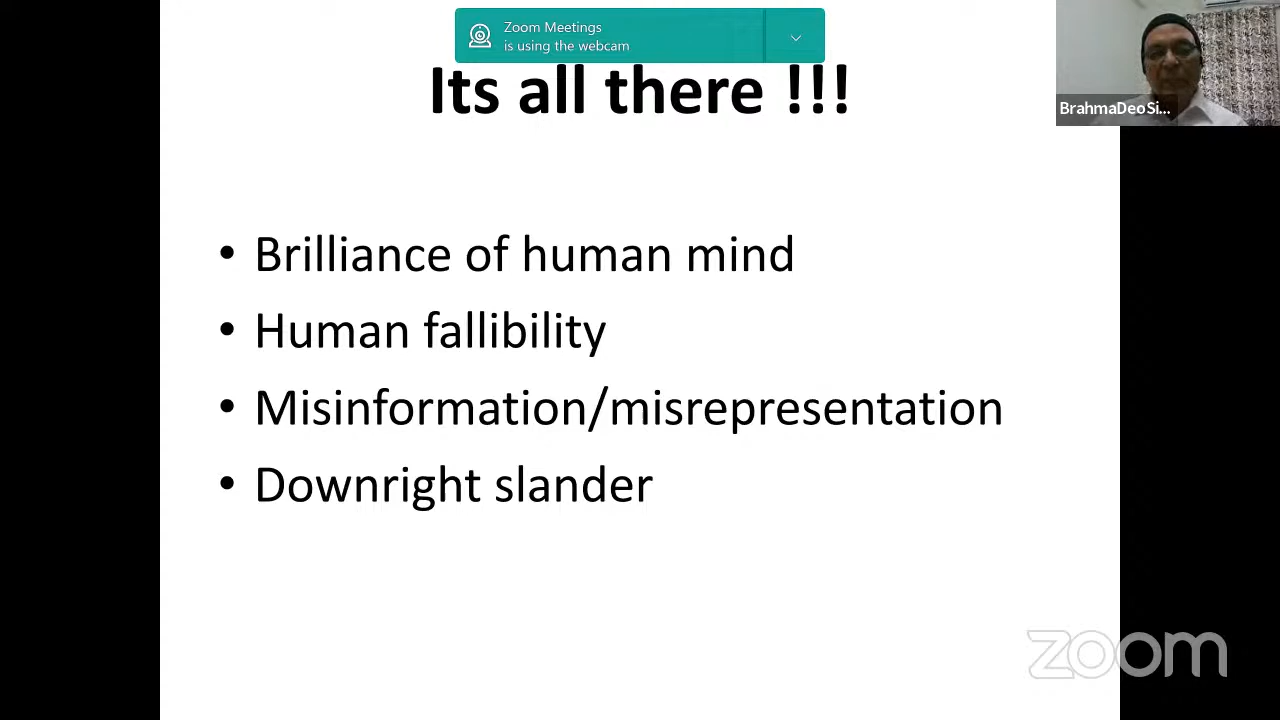 Zoom Meetings
is using the webcam
Its all there !!!
BrahmaDeoSi...
• Brilliance of human mind
• Human fallibility
• Misinformation/misrepresentation
• Downright slander
zoom